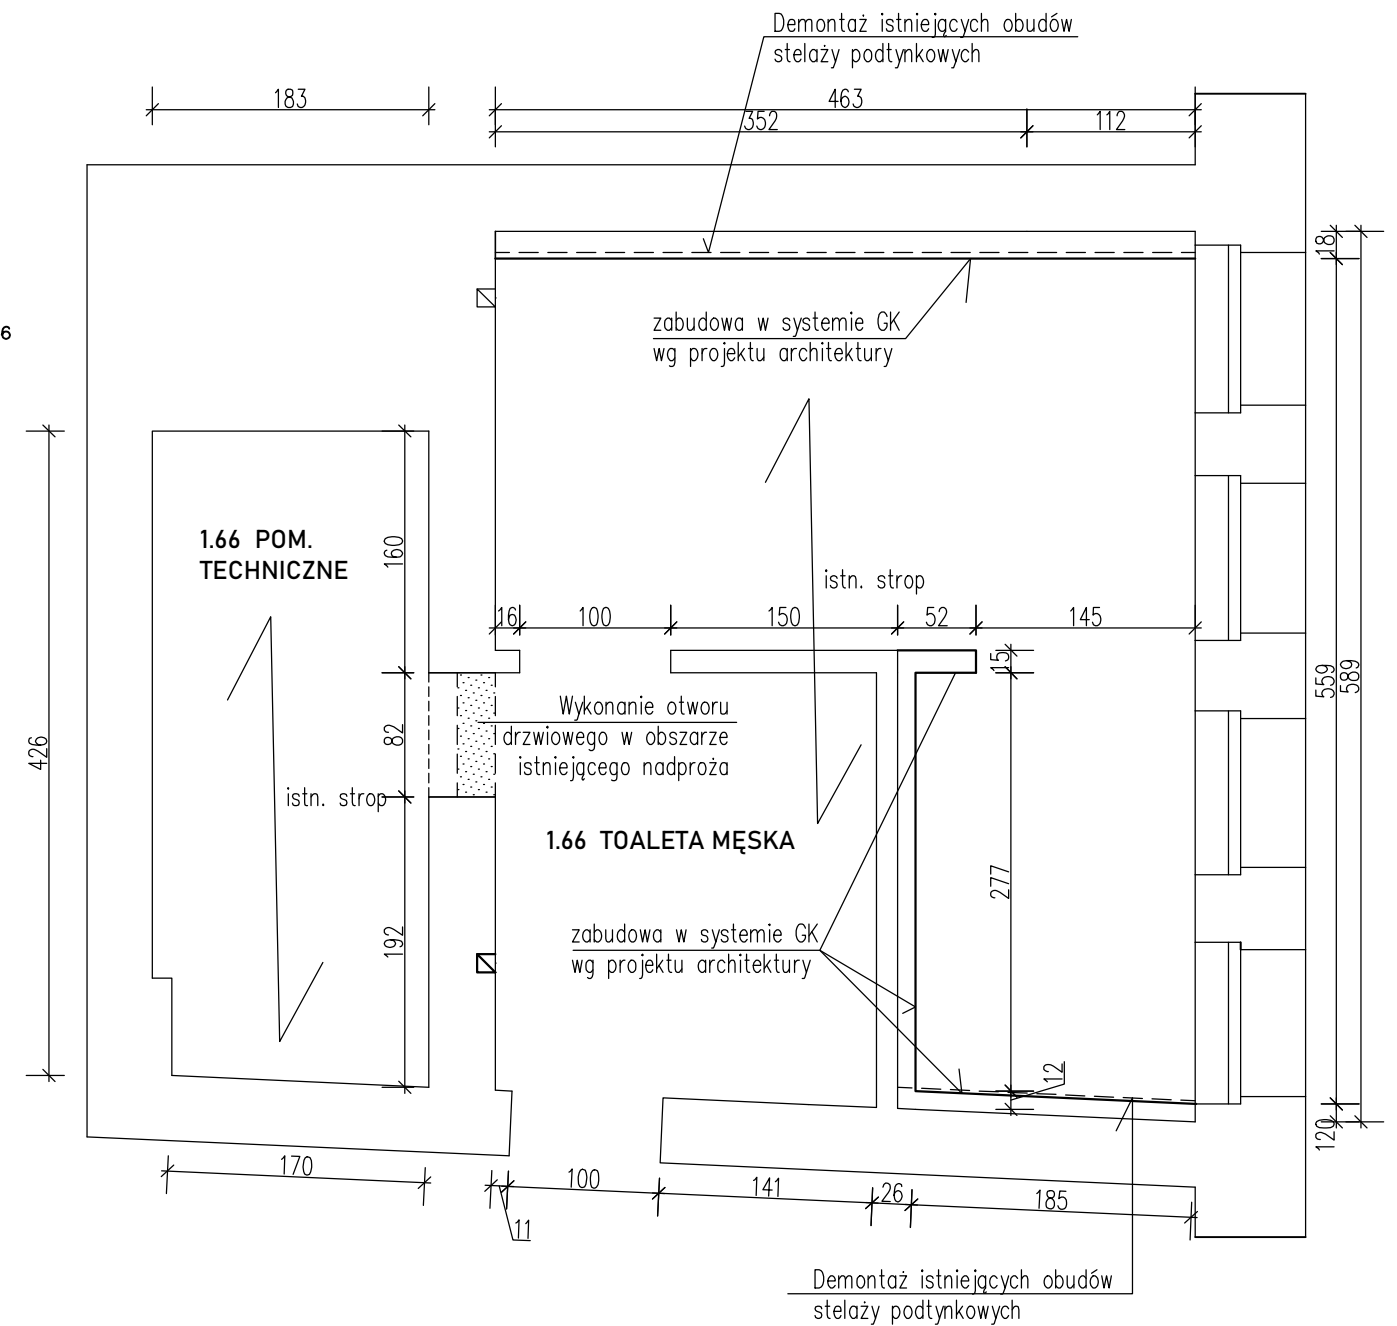 Demontaż istniejących obudów
stelaży podtynkowych
183
463
352
112
18
zabudowa w systemie GK
wg projektu architektury
6
1.66 POM.
TECHNICZNE
160
istn. strop
16
100
150
52
145
15
559
589
Wykonanie otworu
drzwiowego w obszarze
istniejącego nadproża
82
426
istn. strop
1.66 TOALETA MĘSKA
277
192
zabudowa w systemie GK
wg projektu architektury
12
120
170
100
141
26
185
11
Demontaż istniejących obudów
stelaży podtynkowych